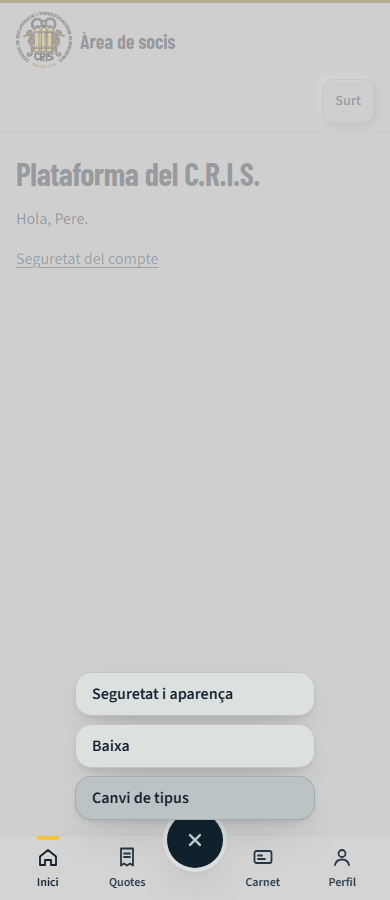 CRIS
Àrea de socis
Surt
Plataforma del C.R.I.S.
Hola, Pere.
Seguretat del compte
Seguretat i aparença
Baixa
Canvi de tipus
Inici
Quotes
Carnet
Perfil